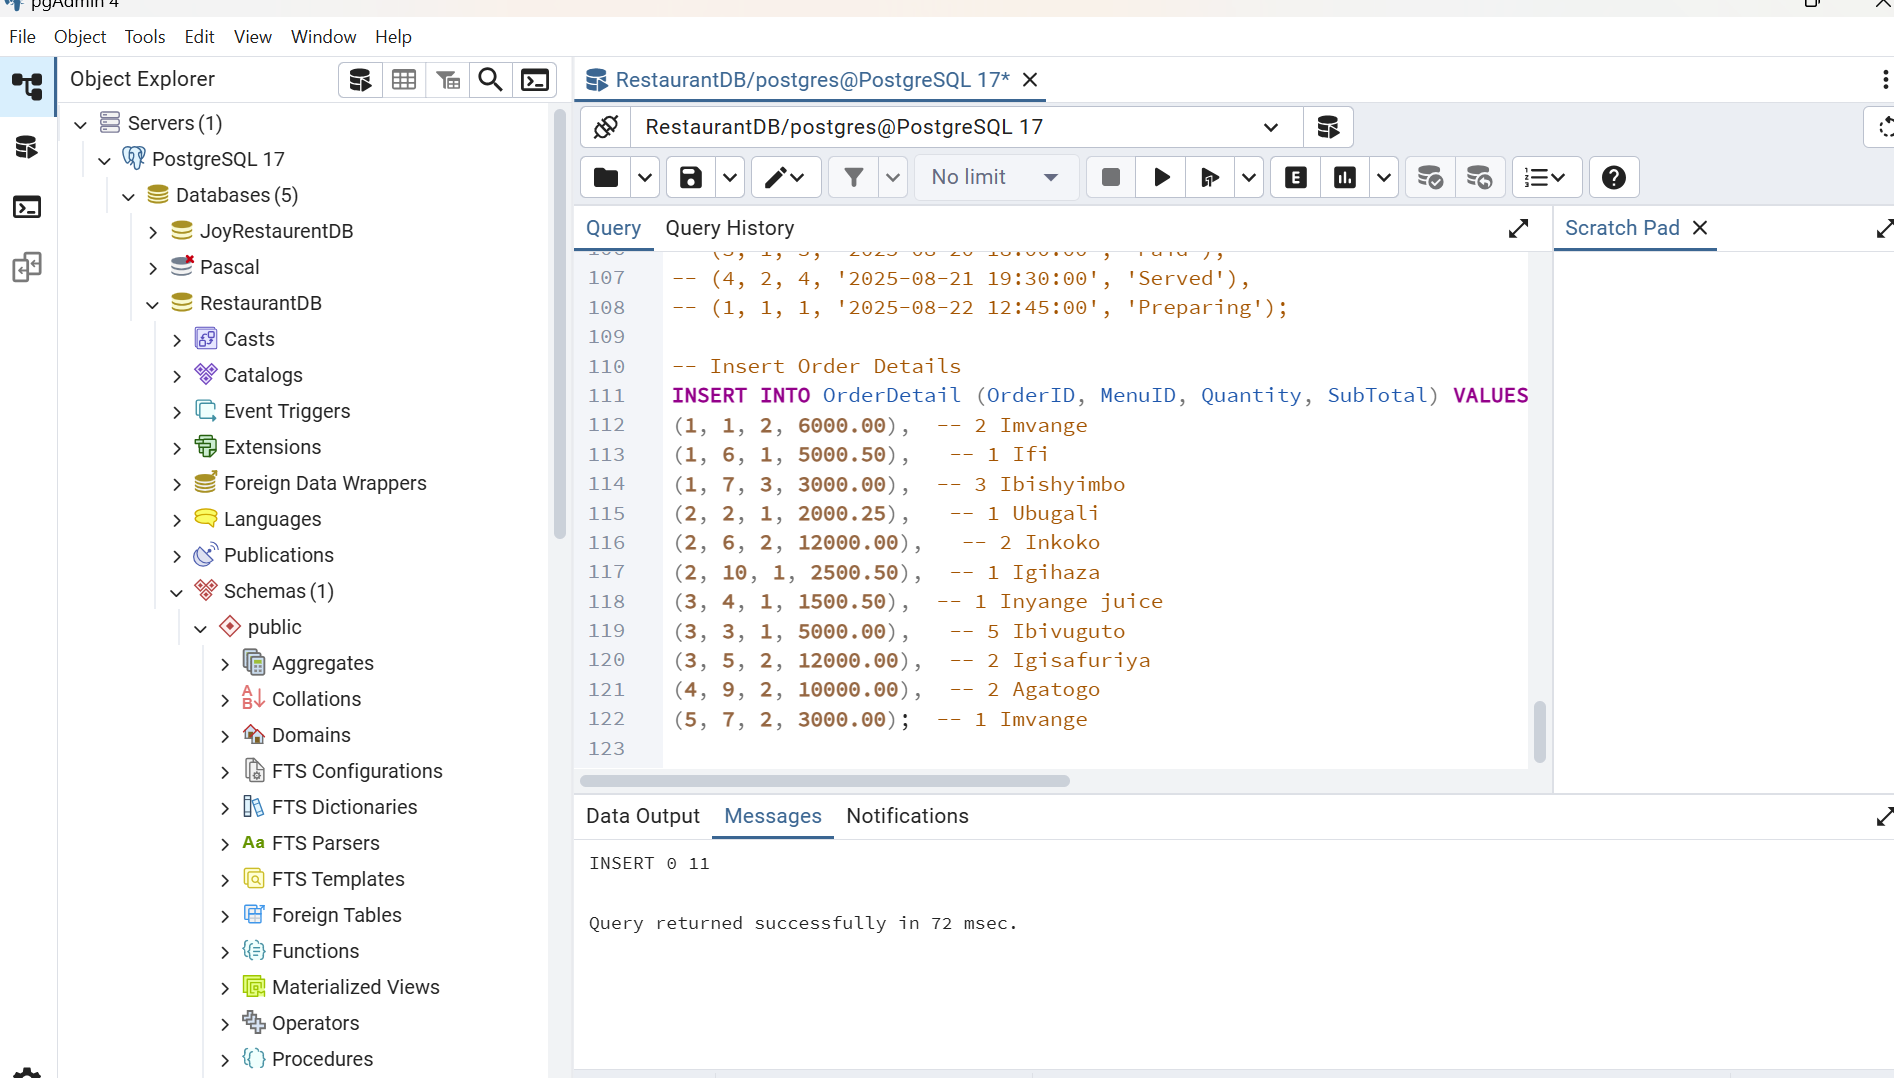 pgAdmin 4
File Object Tools Edit View Window Help
Object Explorer
Servers (1)
PostgreSQL 17
Databases (5)
JoyRestaurentDB
Pascal
RestaurantDB
Casts
Catalogs
Event Triggers
Extensions
Foreign Data Wrappers
Languages
Publications
Schemas (1)
public
Aggregates
Collations
Domains
FTS Configurations
FTS Dictionaries
Aa FTS Parsers
FTS Templates
Foreign Tables
Functions
Materialized Views
Operators
Procedures
RestaurantDB/postgres@PostgreSQL 17*
RestaurantDB/postgres@PostgreSQL 17
No limit
Query Query History
Scratch Pad
106 -- (3, 1, 3, '2025-08-20 18:00:00', 'Paid'),
107 -- (4, 2, 4, '2025-08-21 19:30:00', 'Served'),
108 -- (1, 1, 1, '2025-08-22 12:45:00', 'Preparing');
109
110 -- Insert Order Details
111 INSERT INTO OrderDetail (OrderID, MenuID, Quantity, SubTotal) VALUES
112 (1, 1, 2, 6000.00), -- 2 Imvange
113 (1, 6, 1, 5000.50), -- 1 Ifi
114 (1, 7, 3, 3000.00), -- 3 Ibishyimbo
115 (2, 2, 1, 2000.25), -- 1 Ubugali
116 (2, 6, 2, 12000.00), -- 2 Inkoko
117 (2, 10, 1, 2500.50), -- 1 Igihaza
118 (3, 4, 1, 1500.50), -- 1 Inyange juice
119 (3, 3, 1, 5000.00), -- 5 Ibivuguto
120 (3, 5, 2, 12000.00), -- 2 Igisafuriya
121 (4, 9, 2, 10000.00), -- 2 Agatogo
122 (5, 7, 2, 3000.00); -- 1 Imvange
123
Data Output Messages Notifications
INSERT 0 11
Query returned successfully in 72 msec.